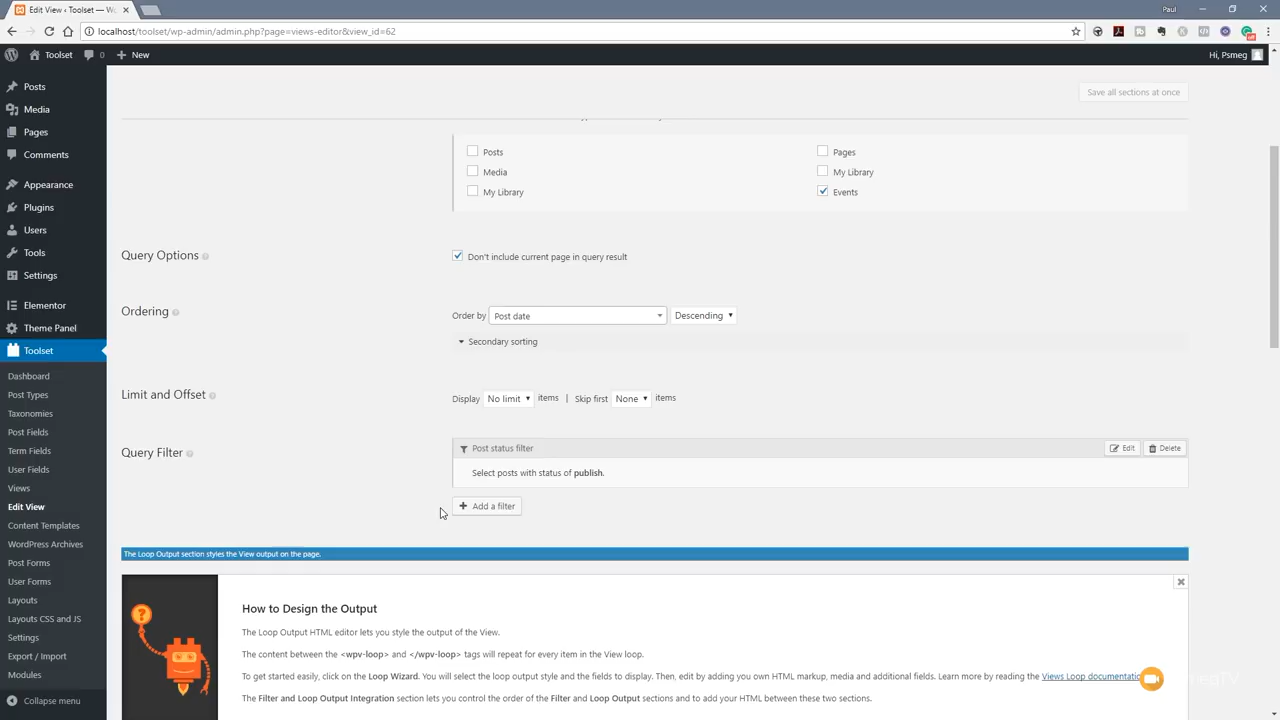 Edit View ‹ Toolset — W
Paul
localhost/toolset/wp-admin/admin.php?page=views-editor&view_id=62
Toolset
0
New
Hi, Psmeg
Save all sections at once
Posts
Media
Pages
Comments
Appearance
Plugins
Users
Tools
Settings
Elementor
Theme Panel
Toolset
Dashboard
Post Types
Taxonomies
Post Fields
Term Fields
User Fields
Views
Edit View
Content Templates
WordPress Archives
Post Forms
User Forms
Layouts
Layouts CSS and JS
Settings
Export / Import
Modules
Collapse menu
Posts
Pages
Media
My Library
My Library
Events
Query Options
Don't include current page in query result
Ordering
Order by Post date Descending
Secondary sorting
Limit and Offset
Display No limit items | Skip first None items
Query Filter
Post status filter
Edit
Delete
Select posts with status of publish.
Add a filter
The Loop Output section styles the View output on the page.
How to Design the Output
The Loop Output HTML editor lets you style the output of the View.
The content between the <wpv-loop> and </wpv-loop> tags will repeat for every item in the View loop.
To get started easily, click on the Loop Wizard. You will select the loop output style and the fields to display. Then, edit by adding you own HTML markup, media and additional fields. Learn more by reading the Views Loop documentatio
The Filter and Loop Output Integration section lets you control the order of the Filter and Loop Output sections and to add your HTML between these two sections.